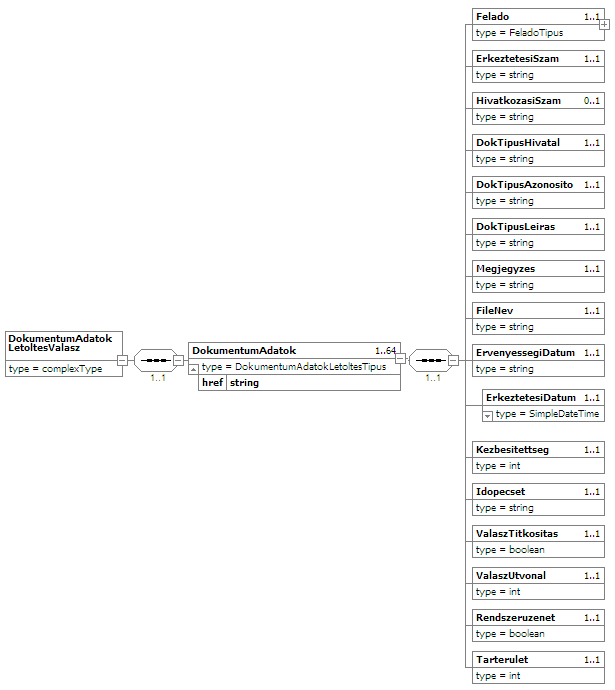 DokumentumAdatok
LetoltesValasz
type = complexType
1..1
DokumentumAdatok 1..64
type = DokumentumAdatokLetoltesTipus
href string
1..1
Felado 1..1
type = FeladoTipus
ErkeztetesiSzam 1..1
type = string
HivatkozasiSzam 0..1
type = string
DokTipusHivatal 1..1
type = string
DokTipusAzonosito 1..1
type = string
DokTipusLeiras 1..1
type = string
Megjegyzes 1..1
type = string
FileNev 1..1
type = string
ErvenyessegiDatum 1..1
type = string
ErkeztetesiDatum 1..1
type = SimpleDateTime
Kezbesitettseg 1..1
type = int
Idopecset 1..1
type = string
ValaszTitkositas 1..1
type = boolean
ValaszUtvonal 1..1
type = int
Rendszeruzenet 1..1
type = boolean
Tarterulet 1..1
type = int